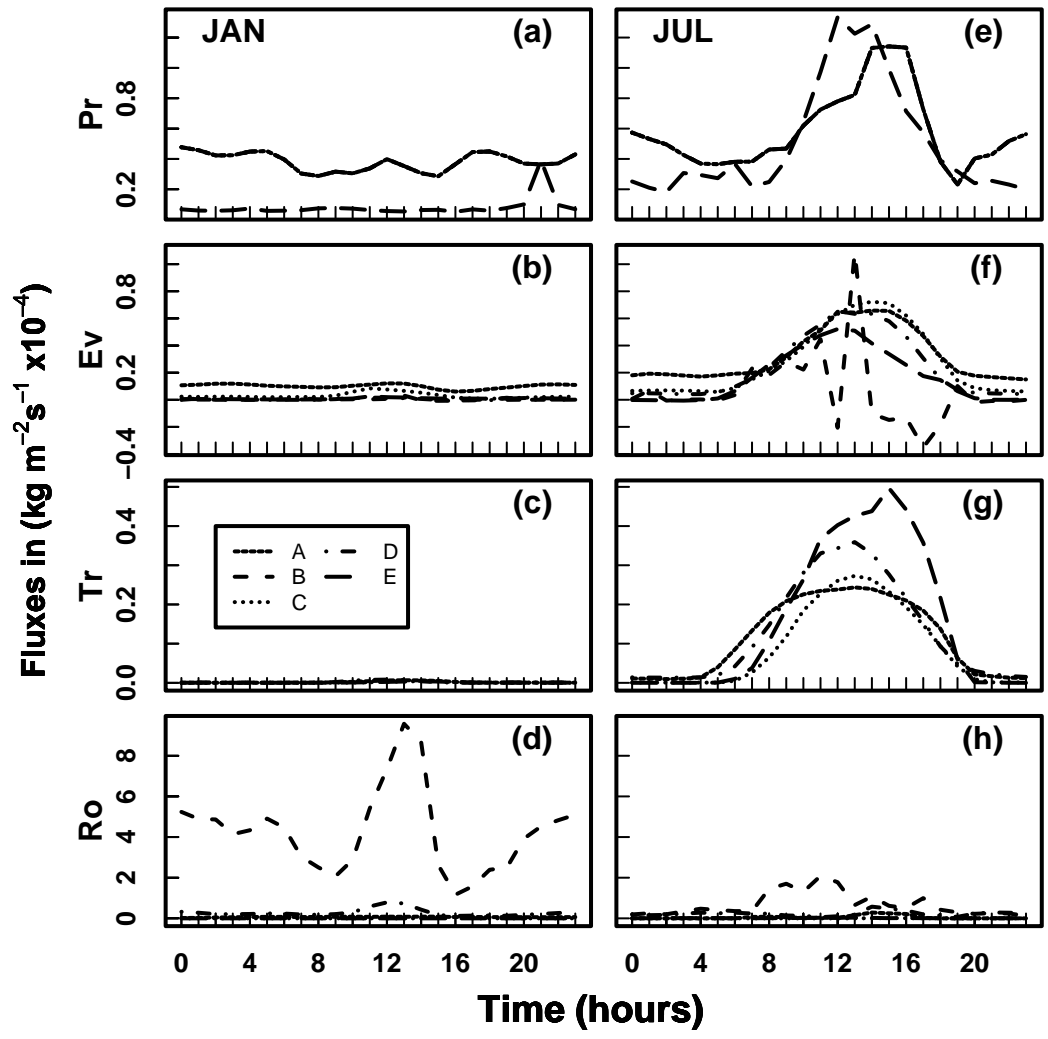 JAN (a)
JUL (e)
Pr
0.2 0.8
(b)
(f)
Ev
−0.4 0.2 0.8
(c)
(g)
Tr
0.0 0.2 0.4
A D
B E
C
(d)
(h)
Ro
0 2 4 6 8
0 4 8 12 16 20
0 4 8 12 16 20
Time (hours)
Fluxes in (kg m−2s−1 x10−4)